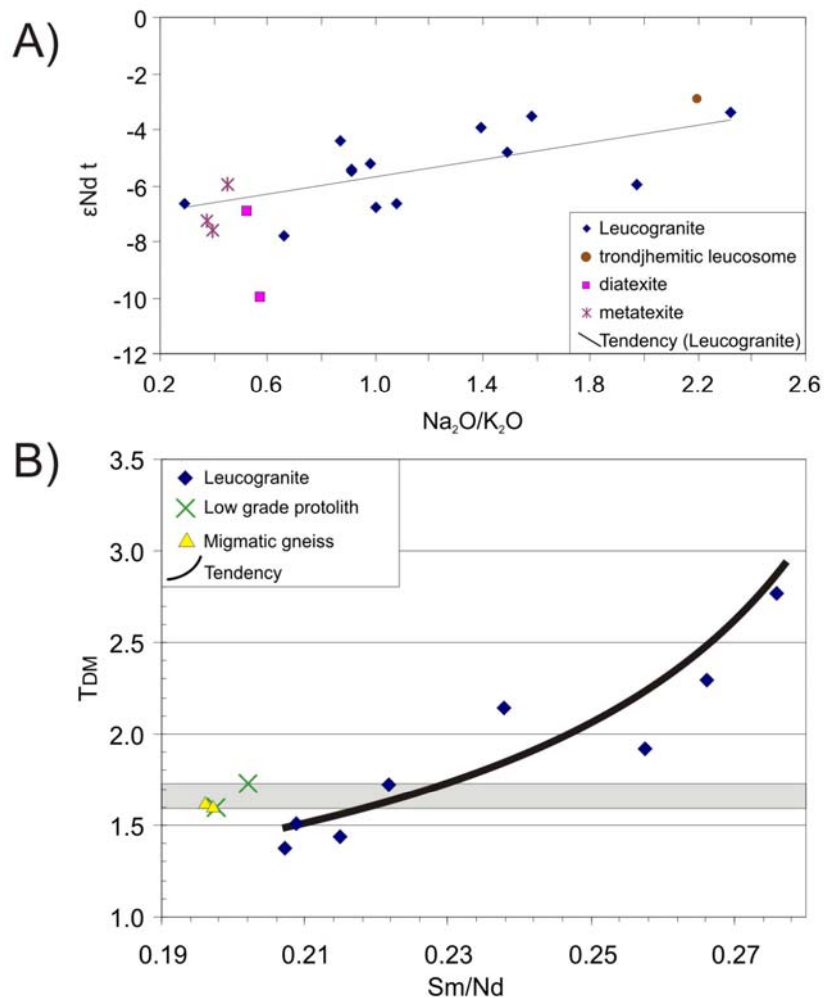 A)
0
-2
-4
-6
-8
-10
-12
εNd t
0.2
0.6
1.0
1.4
1.8
2.2
2.6
Na₂O/K₂O
Leucogranite
trondjhemitic leucosome
diatexite
metatexite
Tendency (Leucogranite)
B)
3.5
3.0
2.5
2.0
1.5
1.0
TDM
0.19
0.21
0.23
0.25
0.27
Sm/Nd
Leucogranite
Low grade protolith
Migmatic gneiss
Tendency